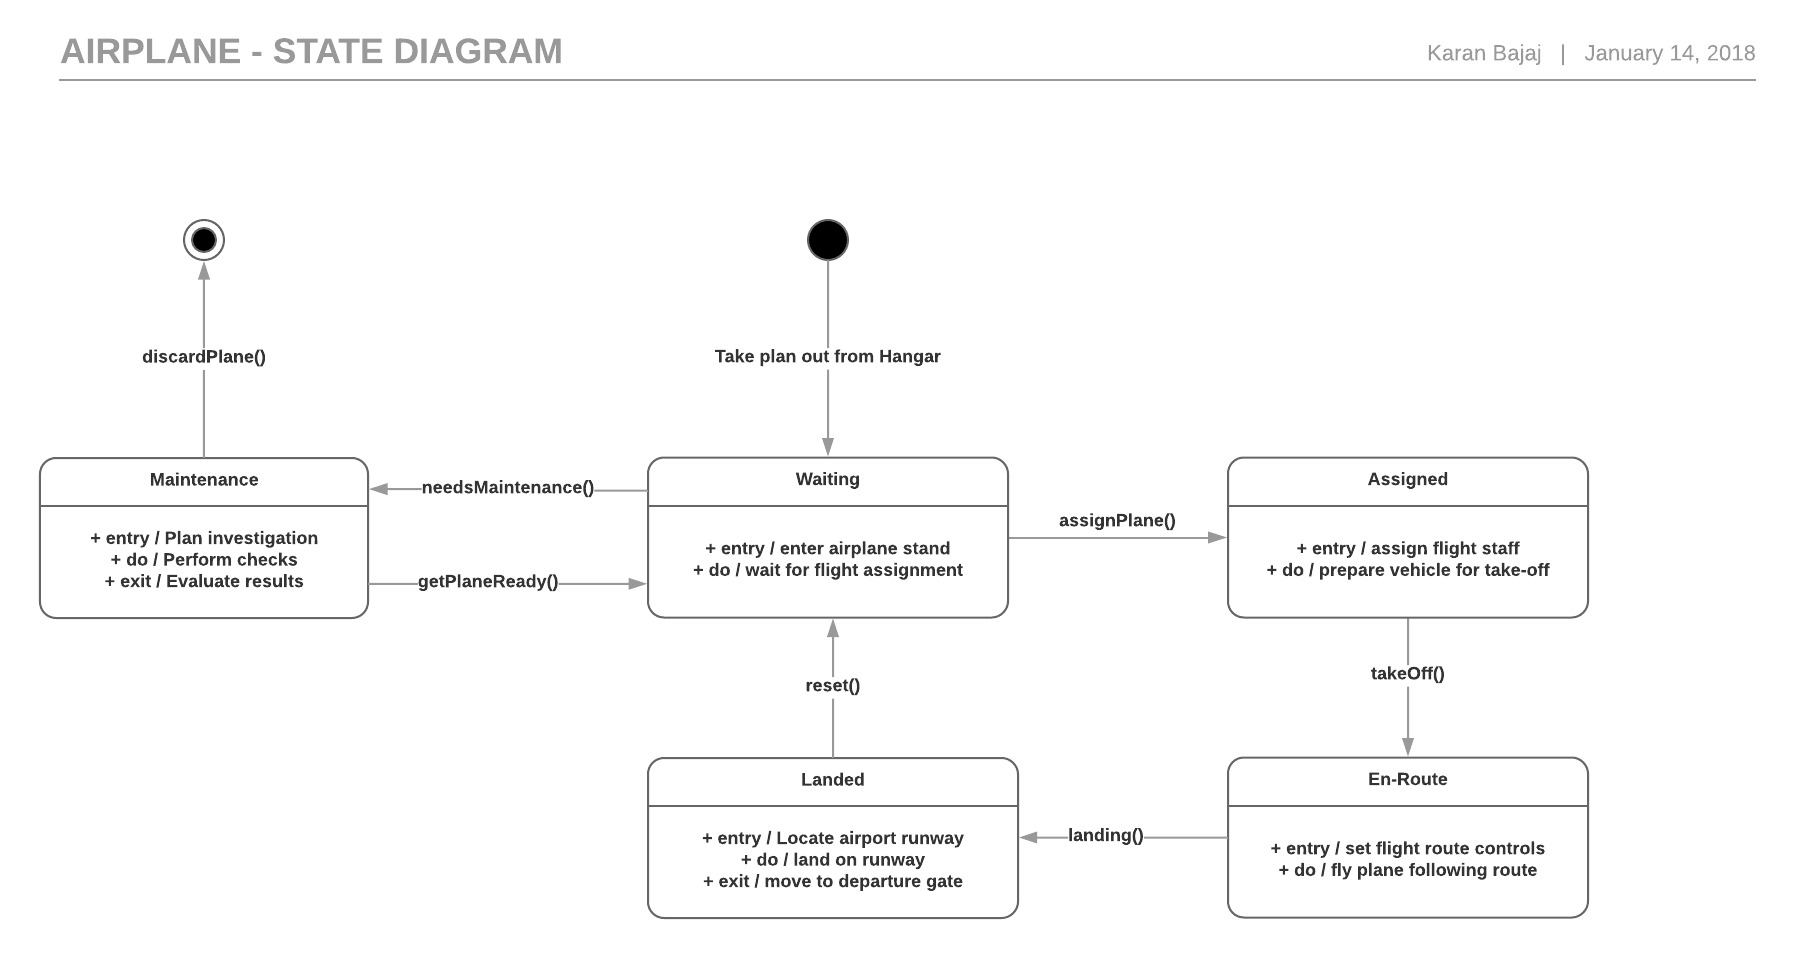 AIRPLANE - STATE DIAGRAM
Karan Bajaj | January 14, 2018
discardPlane()
Take plan out from Hangar
Maintenance
+ entry / Plan investigation
+ do / Perform checks
+ exit / Evaluate results
needsMaintenance()
getPlaneReady()
Waiting
+ entry / enter airplane stand
+ do / wait for flight assignment
assignPlane()
Assigned
+ entry / assign flight staff
+ do / prepare vehicle for take-off
reset()
takeOff()
Landed
+ entry / Locate airport runway
+ do / land on runway
+ exit / move to departure gate
landing()
En-Route
+ entry / set flight route controls
+ do / fly plane following route